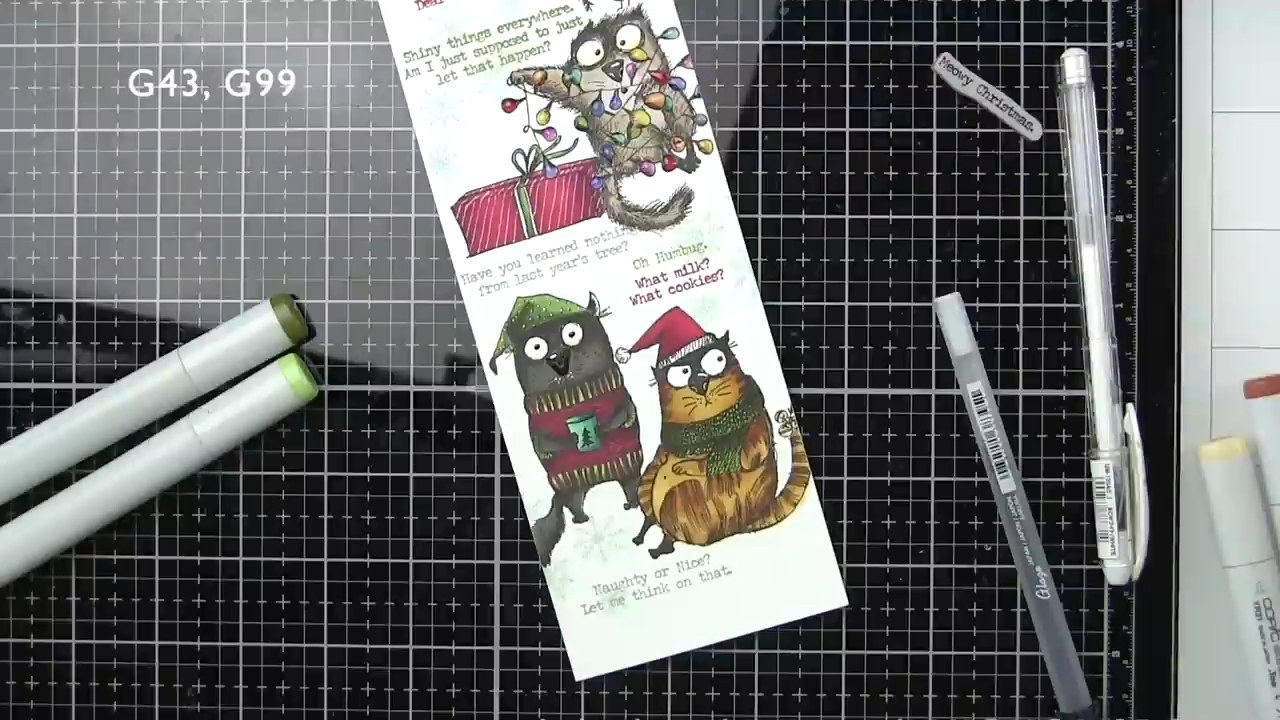 G43, G99
Dear
Shiny things everywhere.
Am I just supposed to just
let that happen?
Meowy Christmas.
Have you learned nothing
from last year's tree?
Oh Humbug.
What milk?
What cookies?
Naughty or Nice?
Let me think on that.
Glaze
COPIC